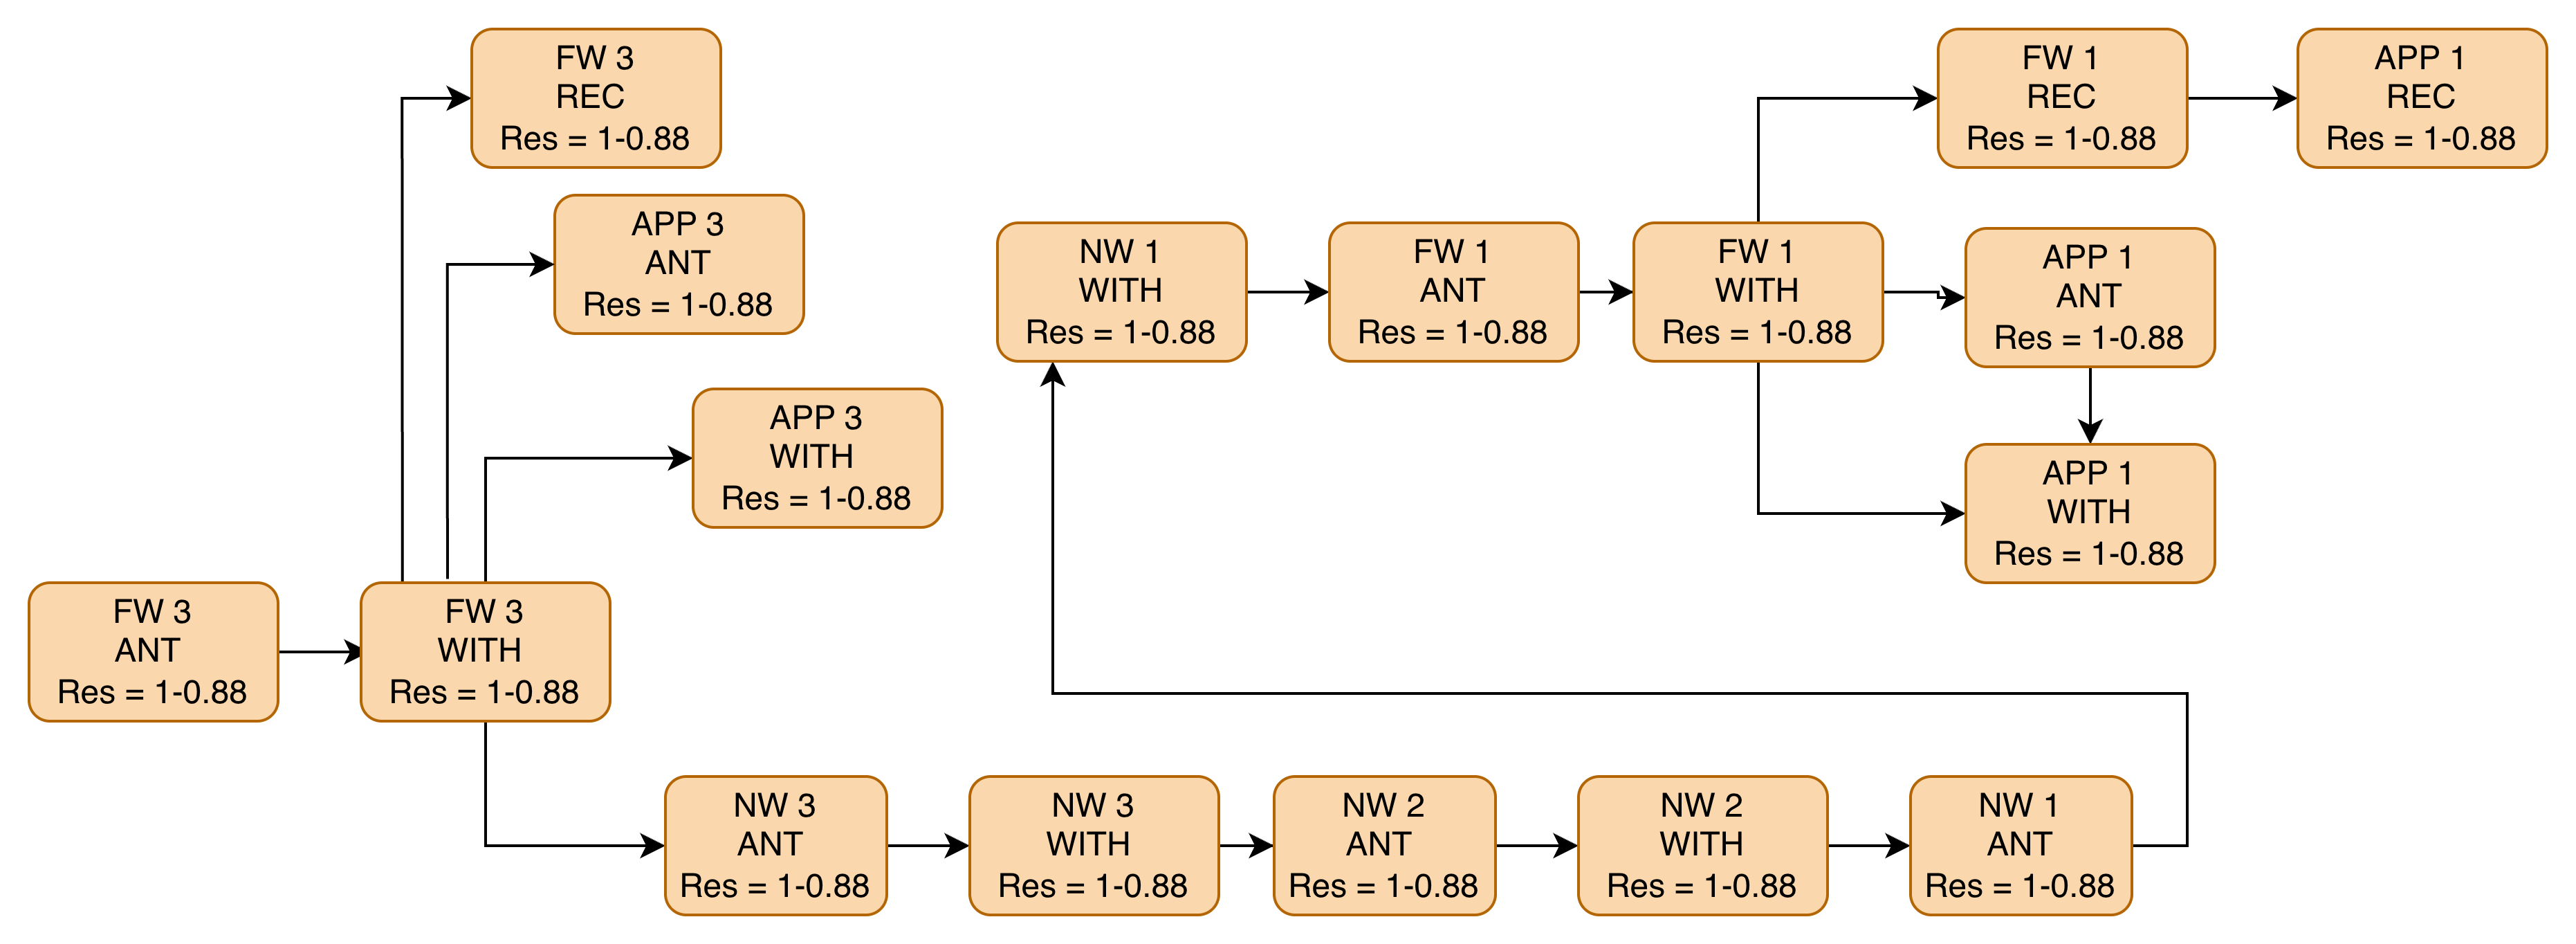 FW 3
REC
Res = 1-0.88
APP 3
ANT
Res = 1-0.88
APP 3
WITH
Res = 1-0.88
FW 3
ANT
Res = 1-0.88
FW 3
WITH
Res = 1-0.88
NW 3
ANT
Res = 1-0.88
NW 3
WITH
Res = 1-0.88
NW 2
ANT
Res = 1-0.88
NW 2
WITH
Res = 1-0.88
NW 1
ANT
Res = 1-0.88
NW 1
WITH
Res = 1-0.88
FW 1
ANT
Res = 1-0.88
FW 1
WITH
Res = 1-0.88
FW 1
REC
Res = 1-0.88
APP 1
REC
Res = 1-0.88
APP 1
ANT
Res = 1-0.88
APP 1
WITH
Res = 1-0.88